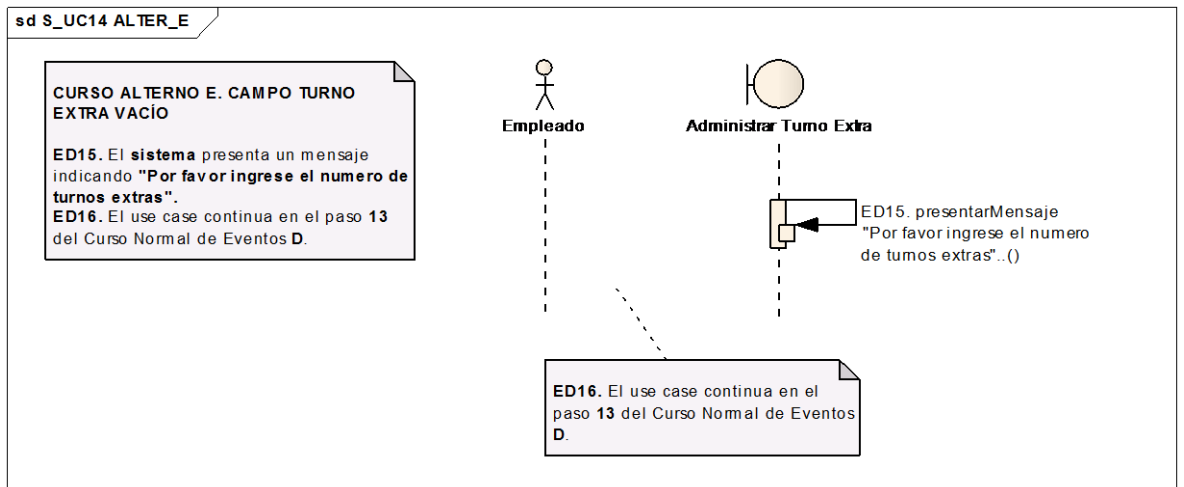 sd S_UC14 ALTER_E
CURSO ALTERNO E. CAMPO TURNO
EXTRA VACÍO
ED15. El sistema presenta un mensaje
indicando "Por favor ingrese el numero de
turnos extras".
ED16. El use case continua en el paso 13
del Curso Normal de Eventos D.
Empleado
Administrar Turno Extra
ED15. presentarMensaje
"Por favor ingrese el numero
de turnos extras"..()
ED16. El use case continua en el
paso 13 del Curso Normal de Eventos
D.